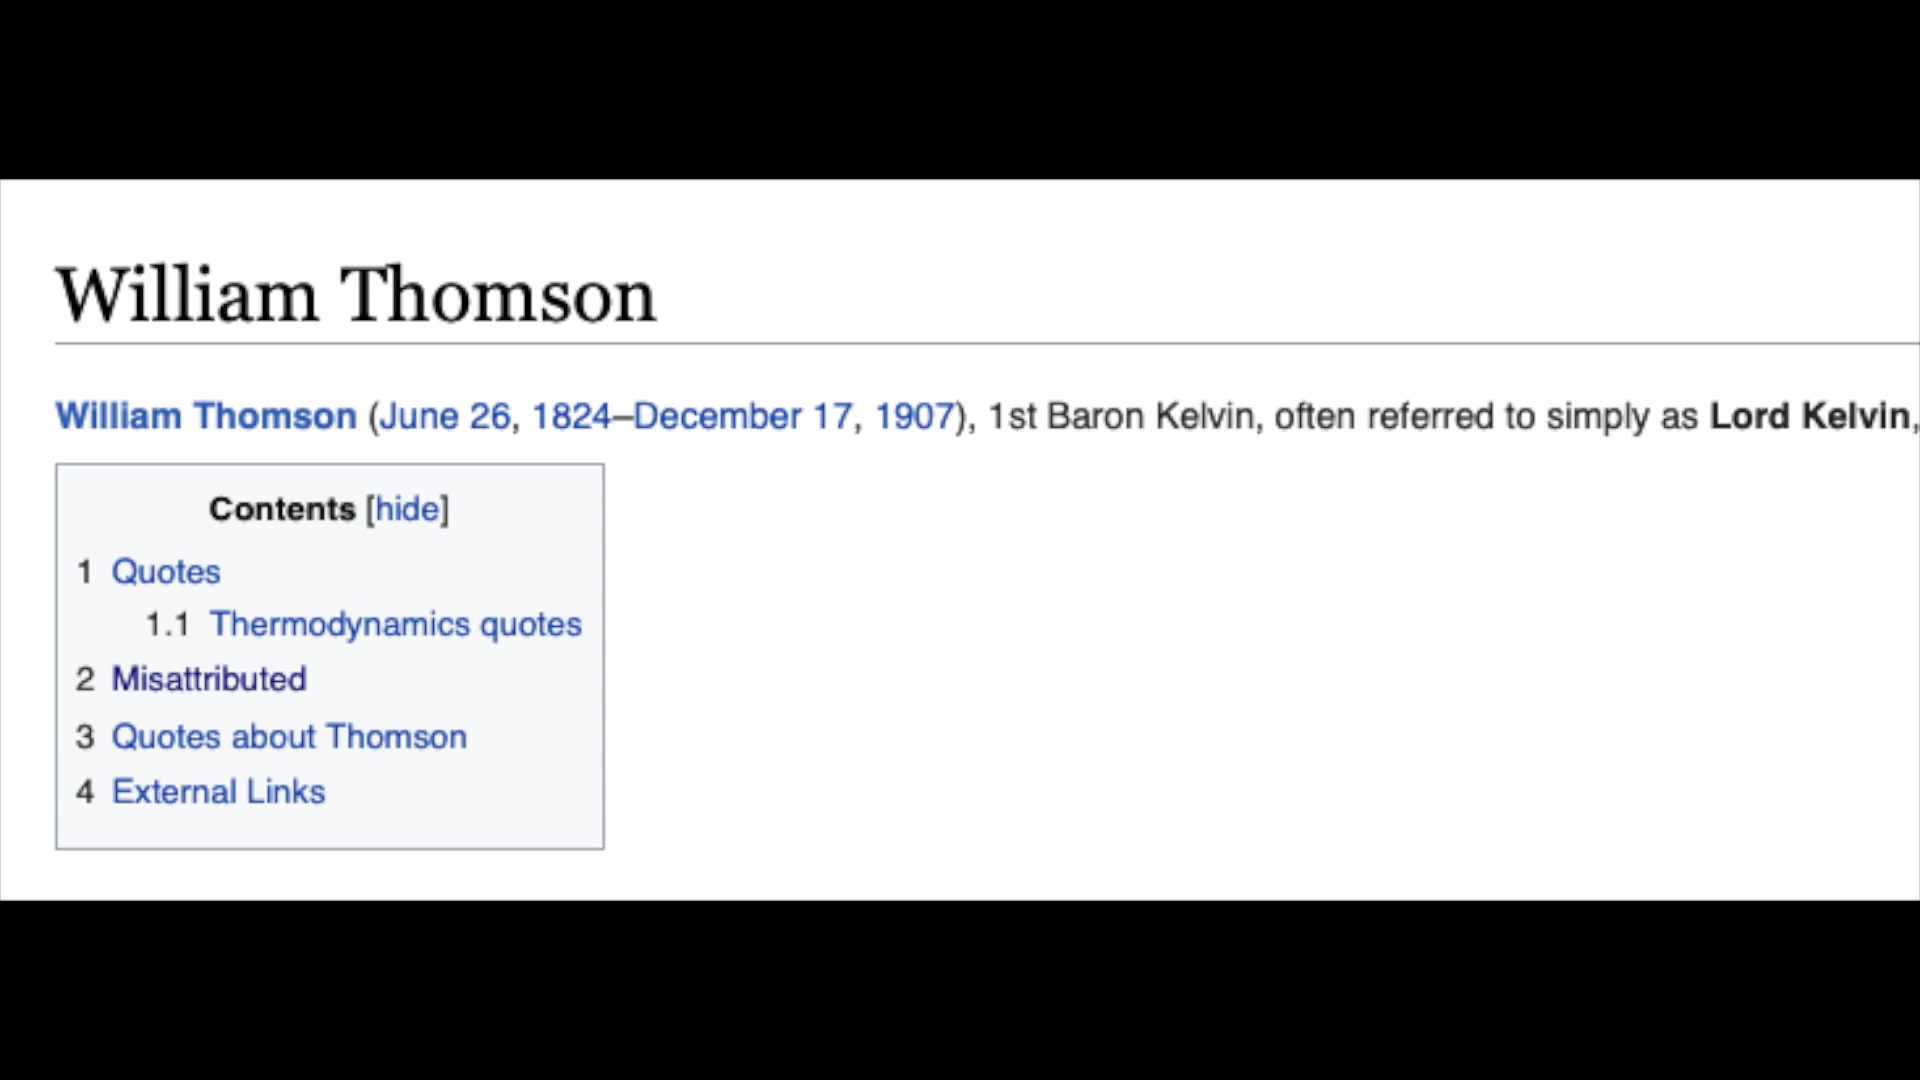 William Thomson
William Thomson (June 26, 1824–December 17, 1907), 1st Baron Kelvin, often referred to simply as Lord Kelvin,
Contents [hide]
1 Quotes
1.1 Thermodynamics quotes
2 Misattributed
3 Quotes about Thomson
4 External Links